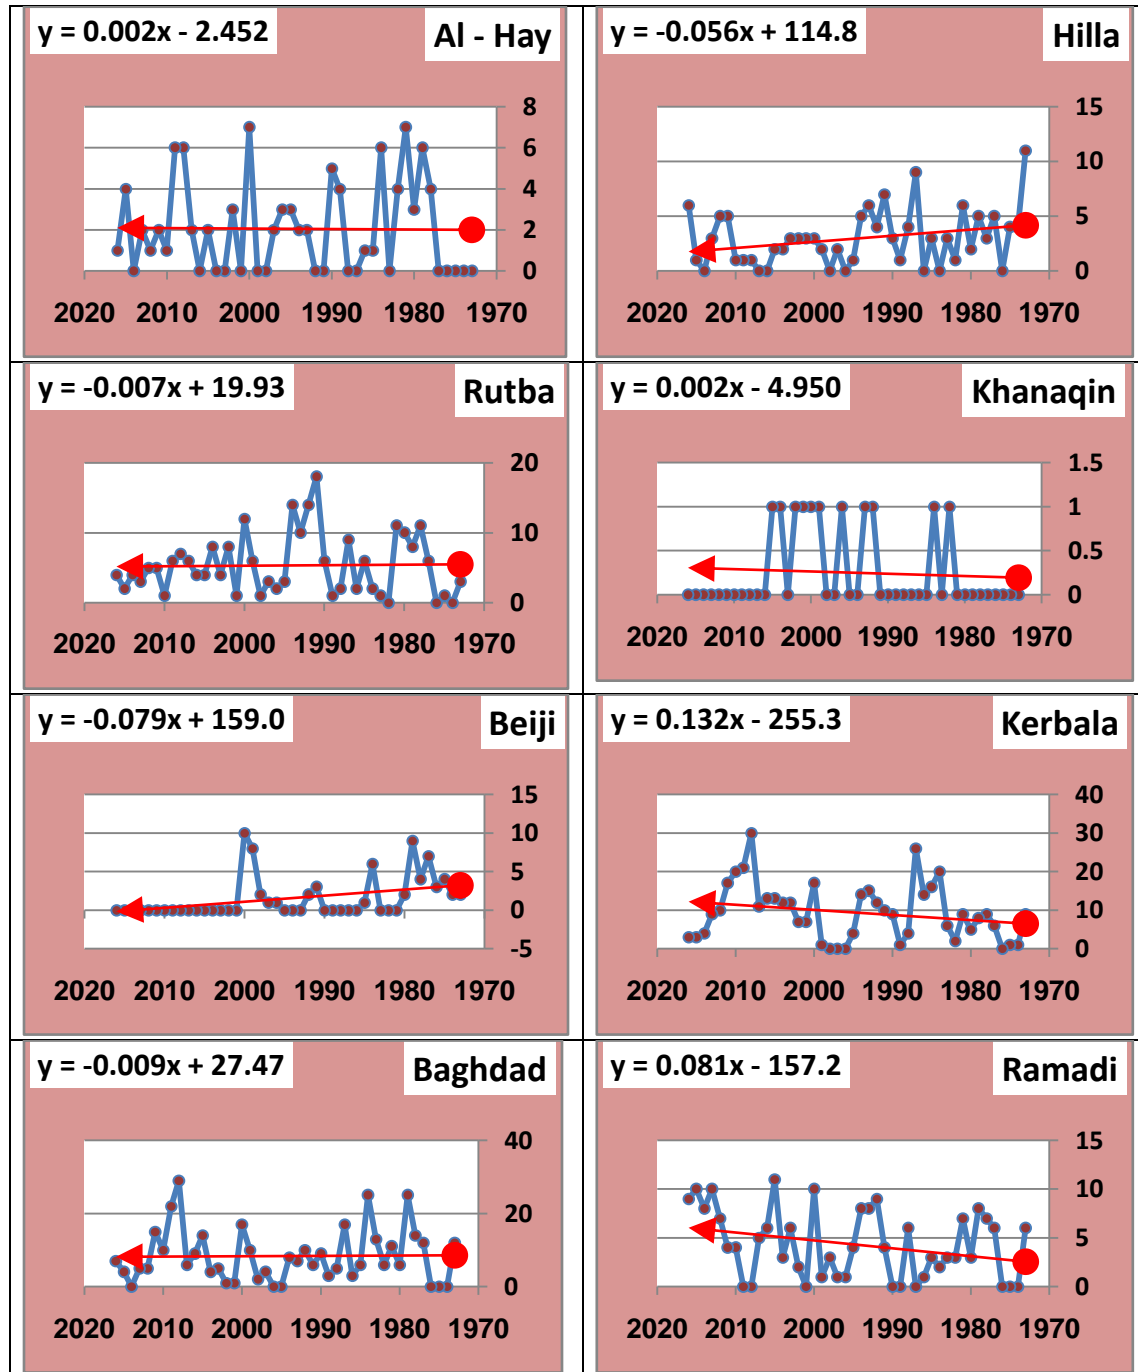 y = 0.002x - 2.452
Al - Hay
8
6
4
2
0
2020 2010 2000 1990 1980 1970
y = -0.056x + 114.8
Hilla
15
10
5
0
2020 2010 2000 1990 1980 1970
y = -0.007x + 19.93
Rutba
20
10
0
2020 2010 2000 1990 1980 1970
y = 0.002x - 4.950
Khanaqin
1.5
1
0.5
0
2020 2010 2000 1990 1980 1970
y = -0.079x + 159.0
Beiji
15
10
5
0
-5
2020 2010 2000 1990 1980 1970
y = 0.132x - 255.3
Kerbala
40
30
20
10
0
2020 2010 2000 1990 1980 1970
y = -0.009x + 27.47
Baghdad
40
20
0
2020 2010 2000 1990 1980 1970
y = 0.081x - 157.2
Ramadi
15
10
5
0
2020 2010 2000 1990 1980 1970